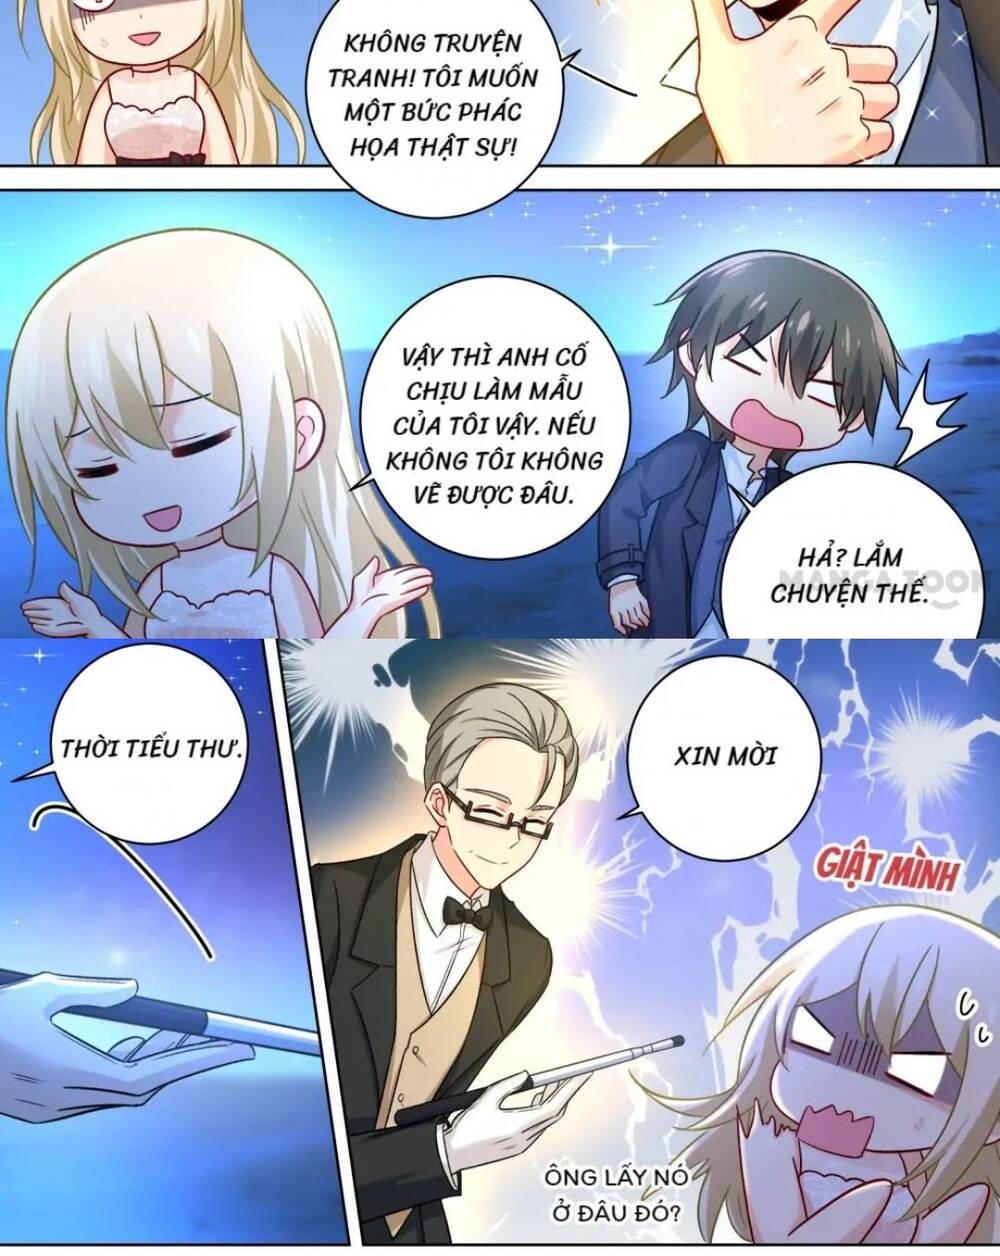 KHÔNG TRUYỆN
TRANH! TÔI MUỐN
MỘT BỨC PHÁC
HỌA THẬT SỰ!
VẬY THÌ ANH CỐ
CHỊU LÀM MẪU
CỦA TÔI VẬY. NẾU
KHÔNG TÔI KHÔNG
VẼ ĐƯỢC ĐÂU.
HẢ? LẮM
CHUYỆN THẾ.
MANGATOON
THỜI TIỂU THƯ.
XIN MỜI
GIẬT MÌNH
ÔNG LẤY NÓ
Ở ĐÂU ĐÓ?